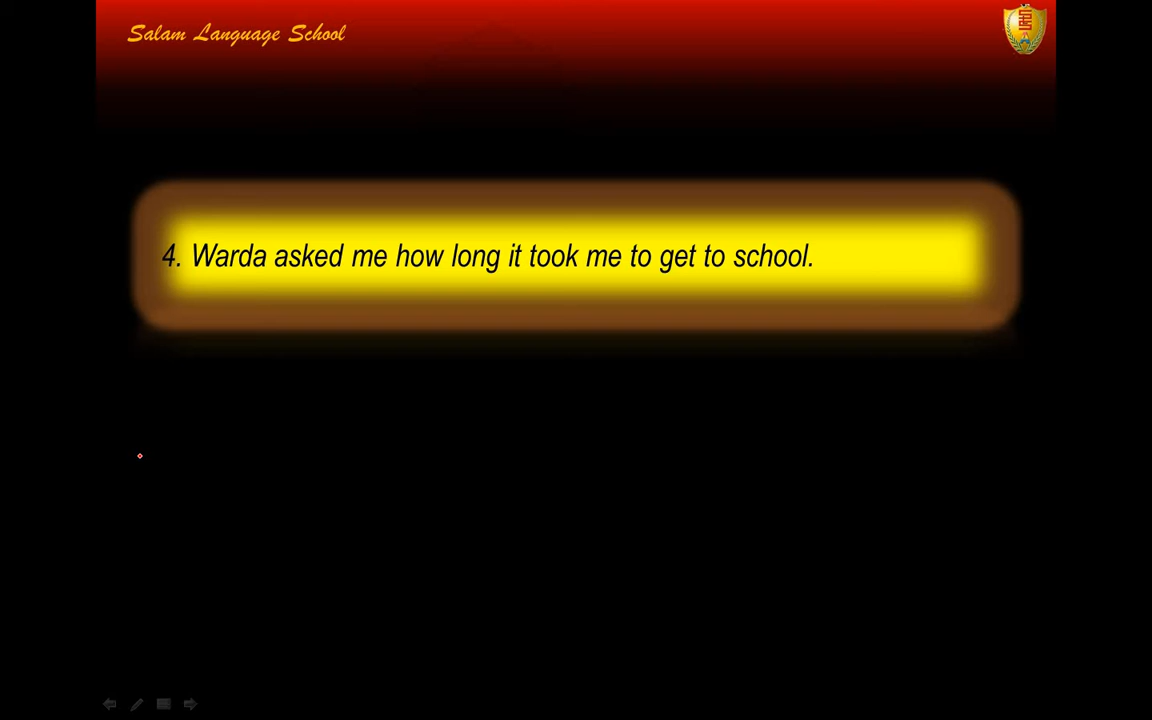 Salam Language School
4. Warda asked me how long it took me to get to school.